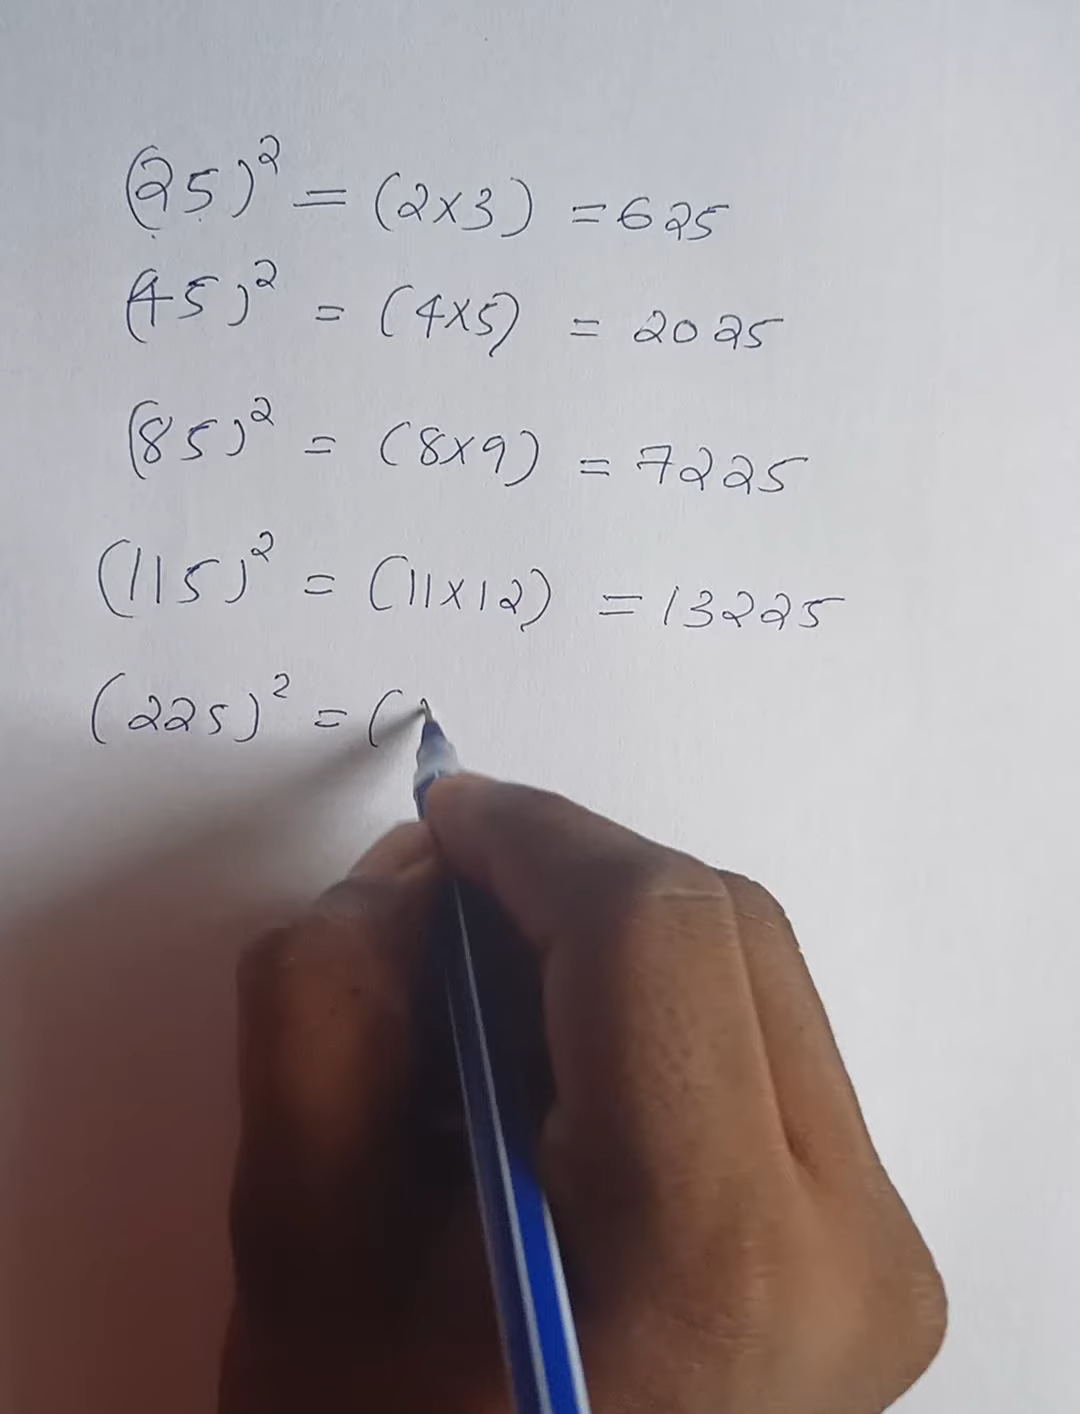 (25)² = (2×3) = 625
(45)² = (4×5) = 2025
(85)² = (8×9) = 7225
(115)² = (11×12) = 13225
(225)² = (